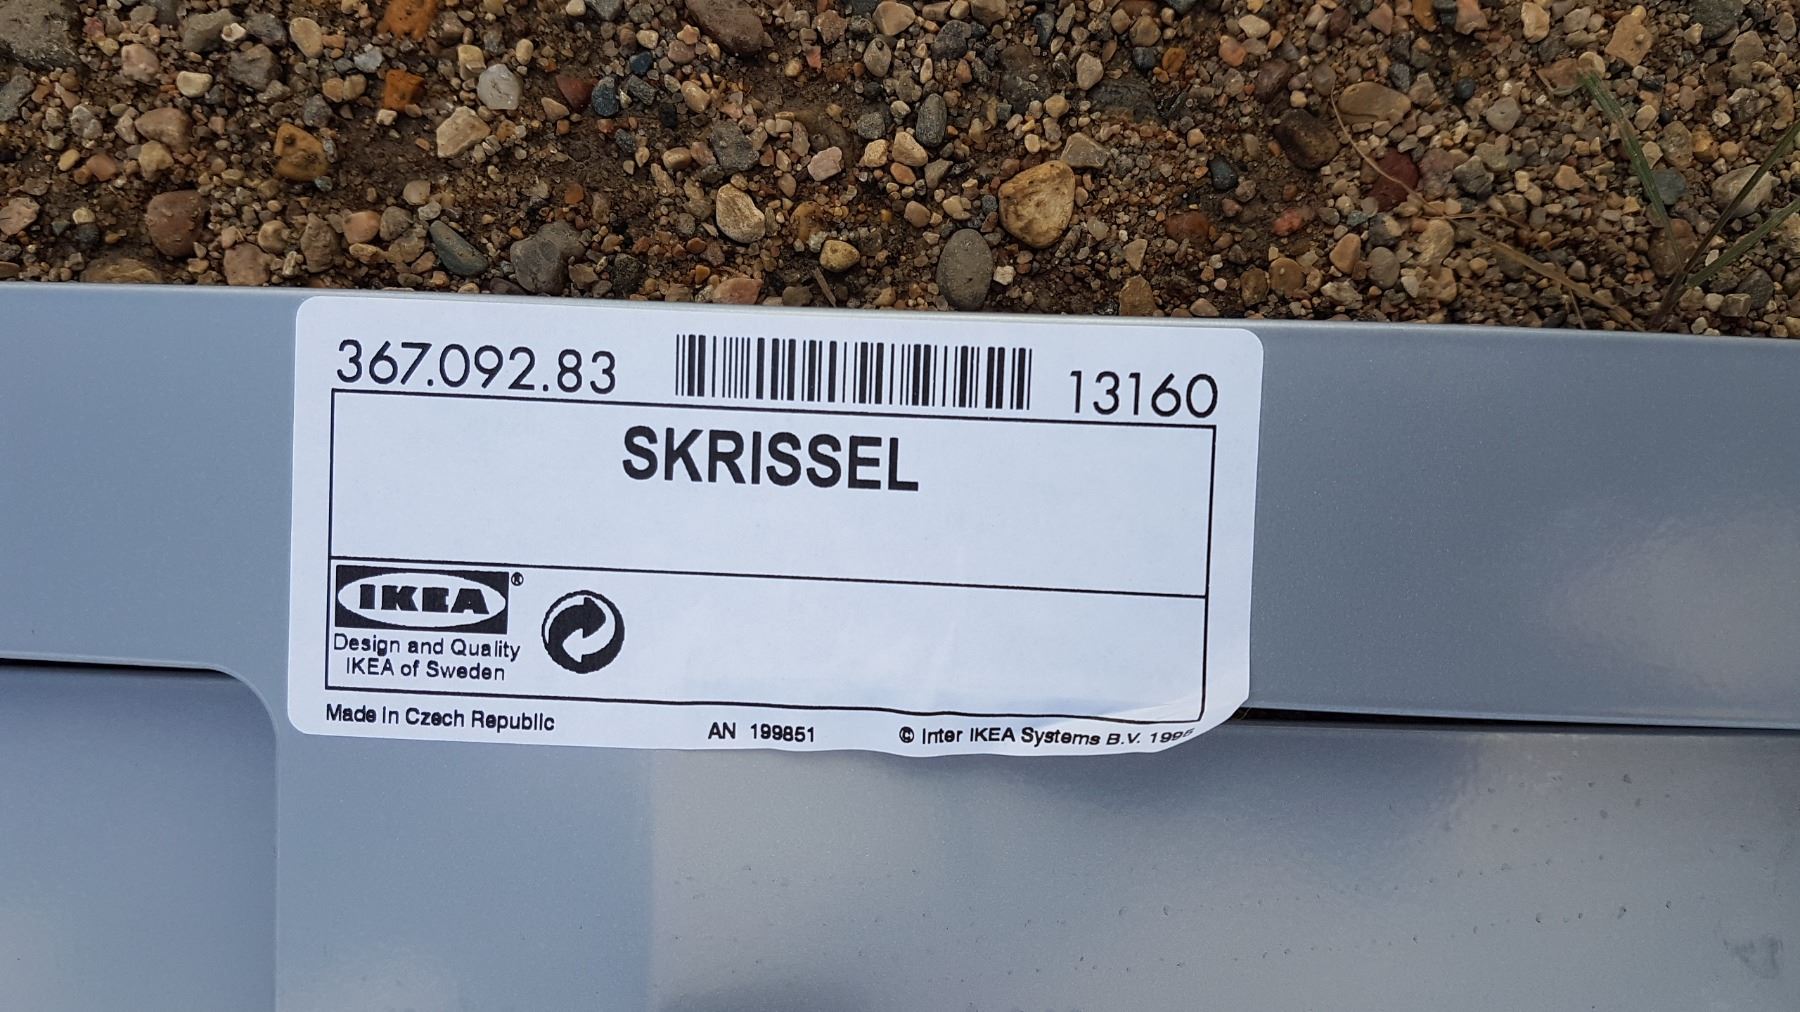 367.092.83 13160
SKRISSEL
IKEA®
Design and Quality
IKEA of Sweden
Made in Czech Republic AN 199851 © Inter IKEA Systems B.V.